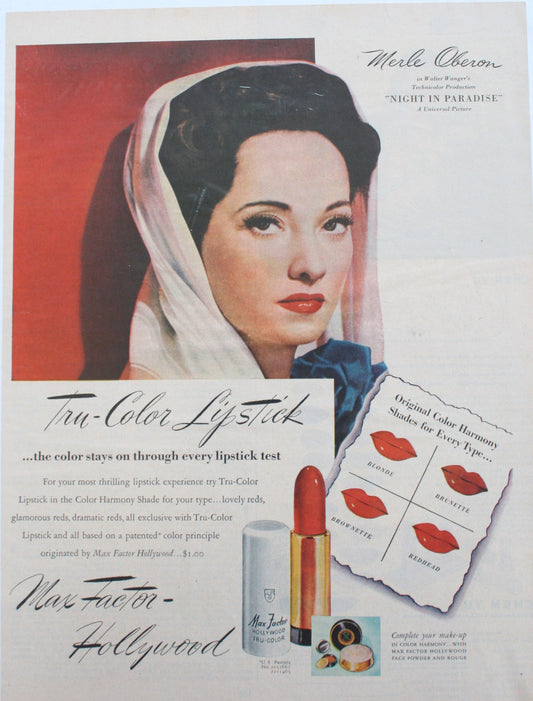 Merle Oberon
in Walter Wanger's
Technicolor Production
"NIGHT IN PARADISE"
A Universal Picture
Tru-Color Lipstick
...the color stays on through every lipstick test
For your most thrilling lipstick experience try Tru-Color
Lipstick in the Color Harmony Shade for your type...lovely reds,
glamorous reds, dramatic reds, all exclusive with Tru-Color
Lipstick and all based on a patented* color principle
originated by Max Factor Hollywood...$1.00
Max Factor-
Hollywood
Original Color Harmony
Shades for Every Type...
BLONDE
BRUNETTE
BROWNETTE
REDHEAD
Max Factor
HOLLYWOOD
TRU-COLOR
*U.S. Patents
Complete your make-up
IN COLOR HARMONY...WITH
MAX FACTOR HOLLYWOOD
FACE POWDER AND ROUGE